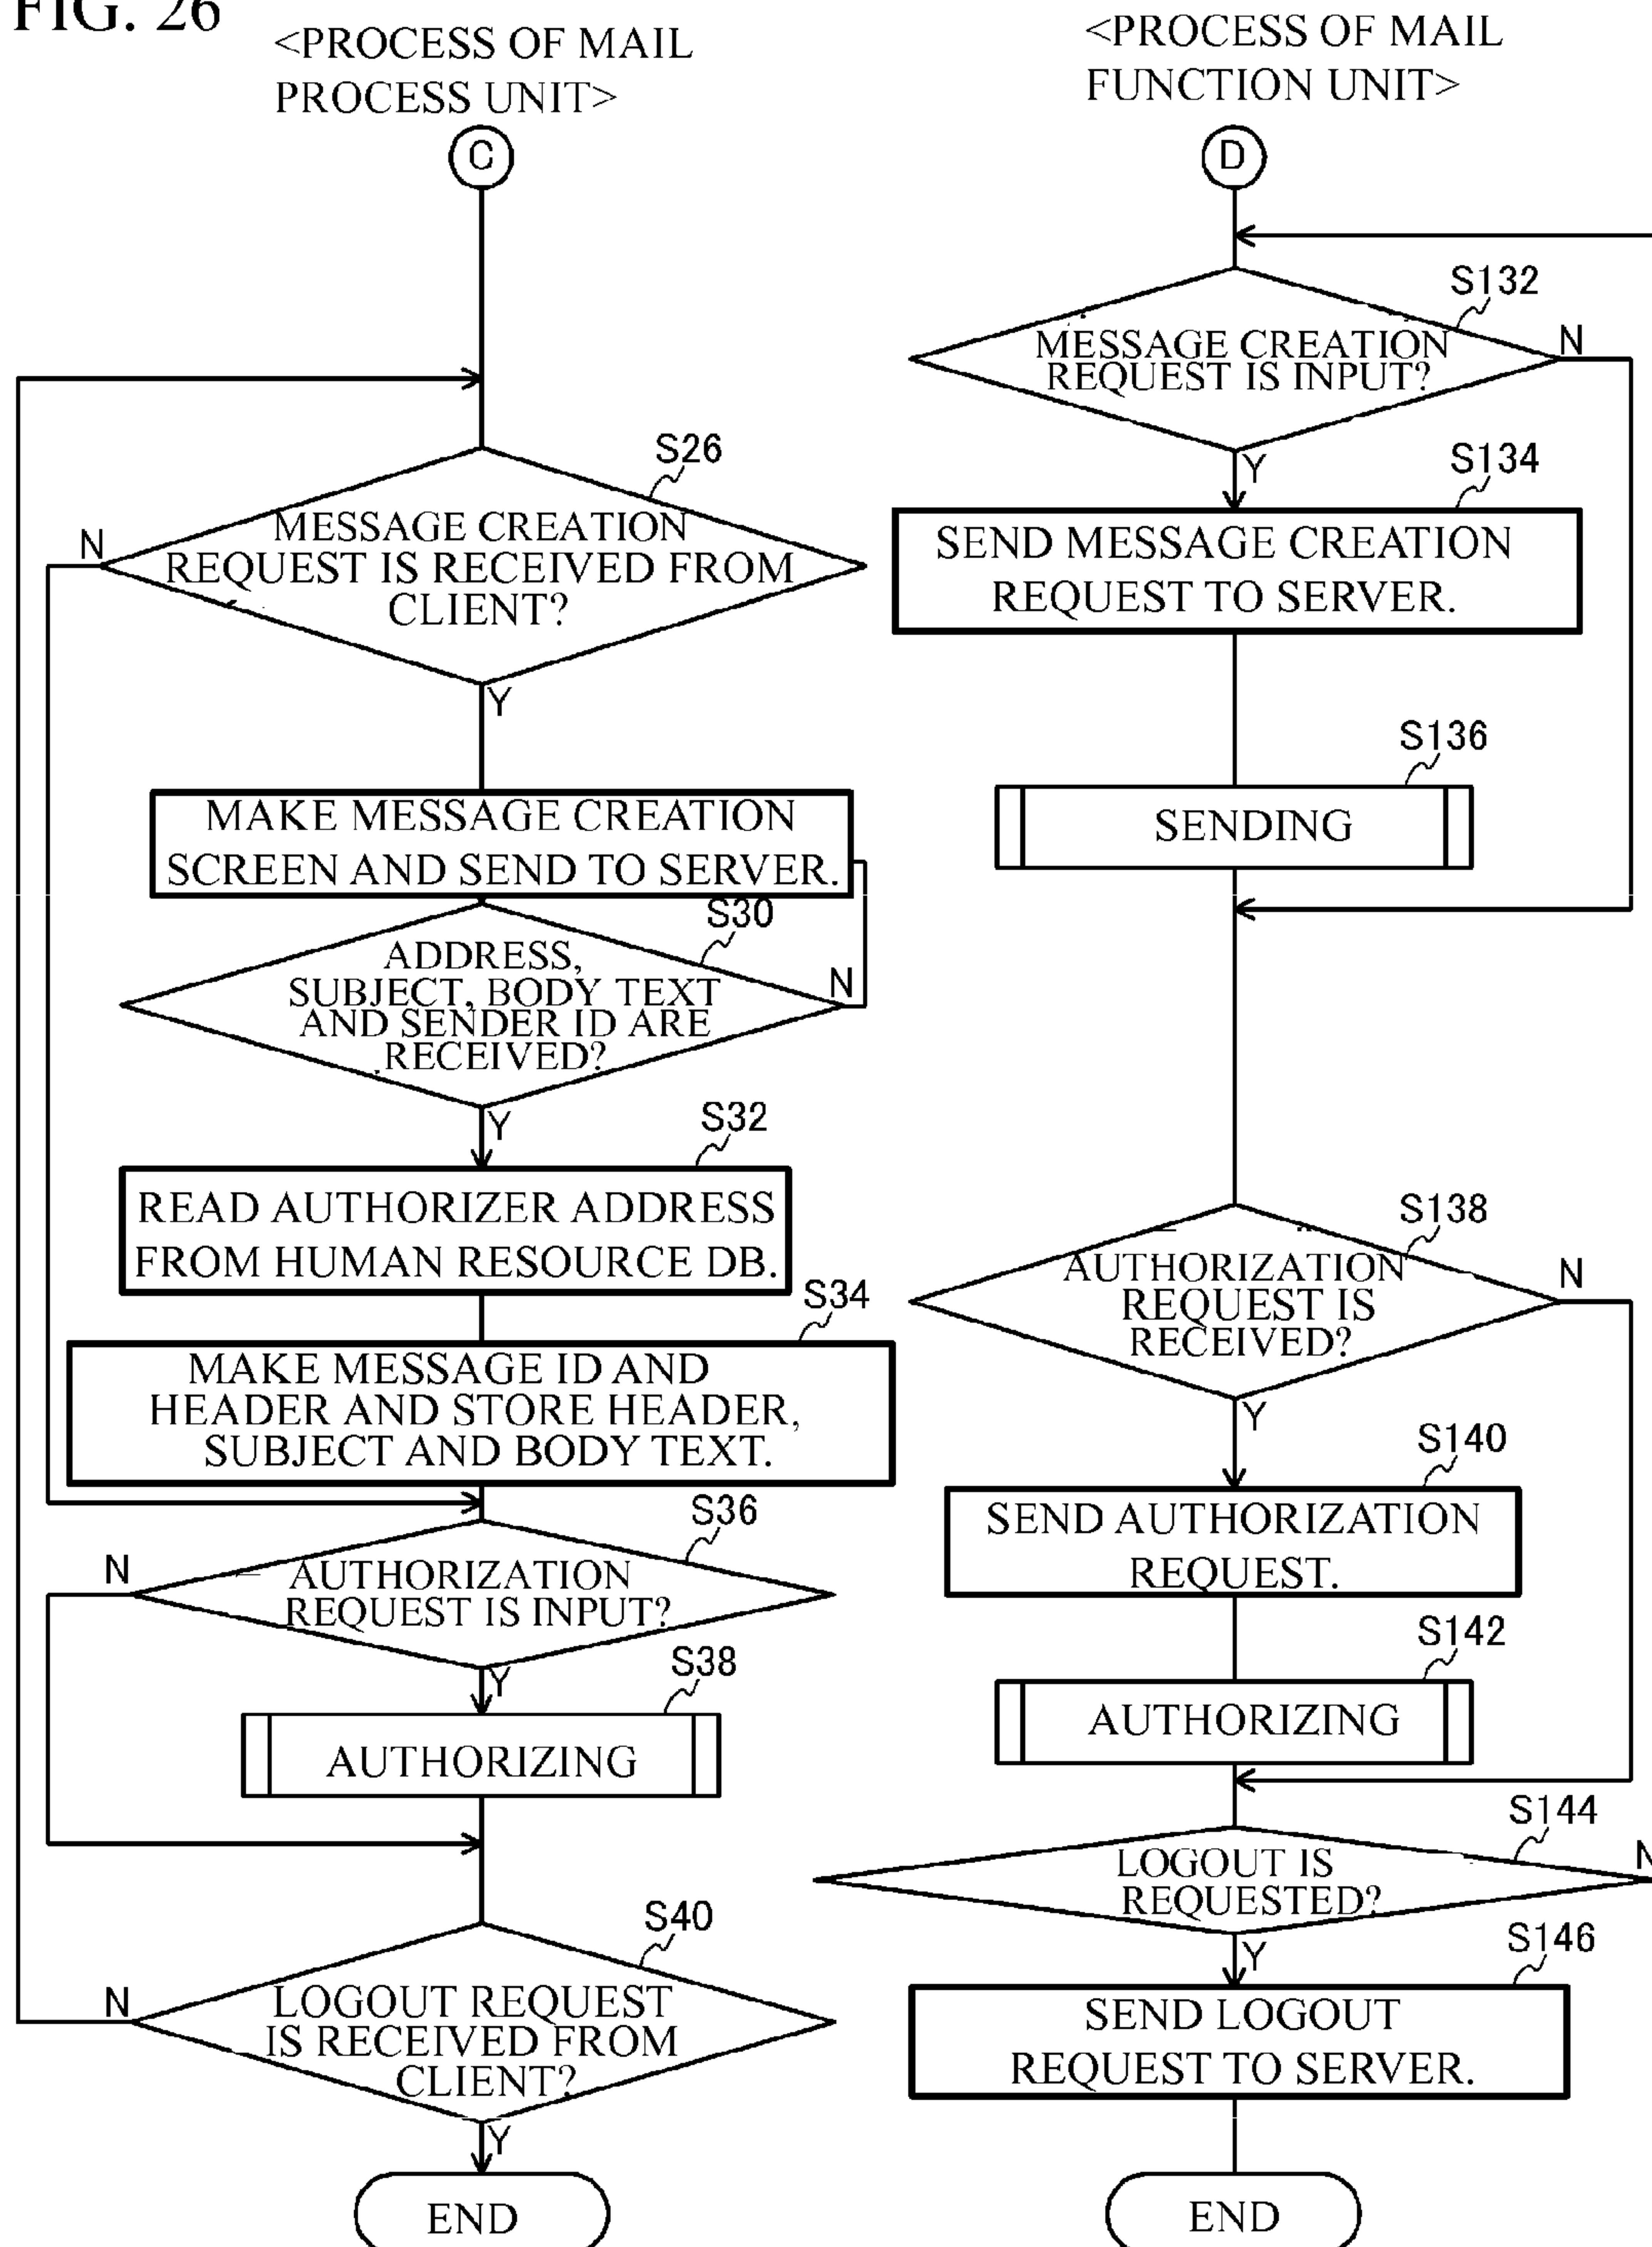 FIG. 26
<PROCESS OF MAIL
PROCESS UNIT>
C
S26
MESSAGE CREATION
REQUEST IS RECEIVED FROM
CLIENT?
N
Y
MAKE MESSAGE CREATION
SCREEN AND SEND TO SERVER.
S30
ADDRESS,
SUBJECT, BODY TEXT
AND SENDER ID ARE
RECEIVED?
N
Y
S32
READ AUTHORIZER ADDRESS
FROM HUMAN RESOURCE DB.
S34
MAKE MESSAGE ID AND
HEADER AND STORE HEADER,
SUBJECT AND BODY TEXT.
S36
N
AUTHORIZATION
REQUEST IS INPUT?
Y
S38
AUTHORIZING
S40
N
LOGOUT REQUEST
IS RECEIVED FROM
CLIENT?
Y
END
<PROCESS OF MAIL
FUNCTION UNIT>
D
S132
MESSAGE CREATION
REQUEST IS INPUT?
N
Y
S134
SEND MESSAGE CREATION
REQUEST TO SERVER.
S136
SENDING
S138
AUTHORIZATION
REQUEST IS
RECEIVED?
N
Y
S140
SEND AUTHORIZATION
REQUEST.
S142
AUTHORIZING
S144
LOGOUT IS
REQUESTED?
N
Y
S146
SEND LOGOUT
REQUEST TO SERVER.
END